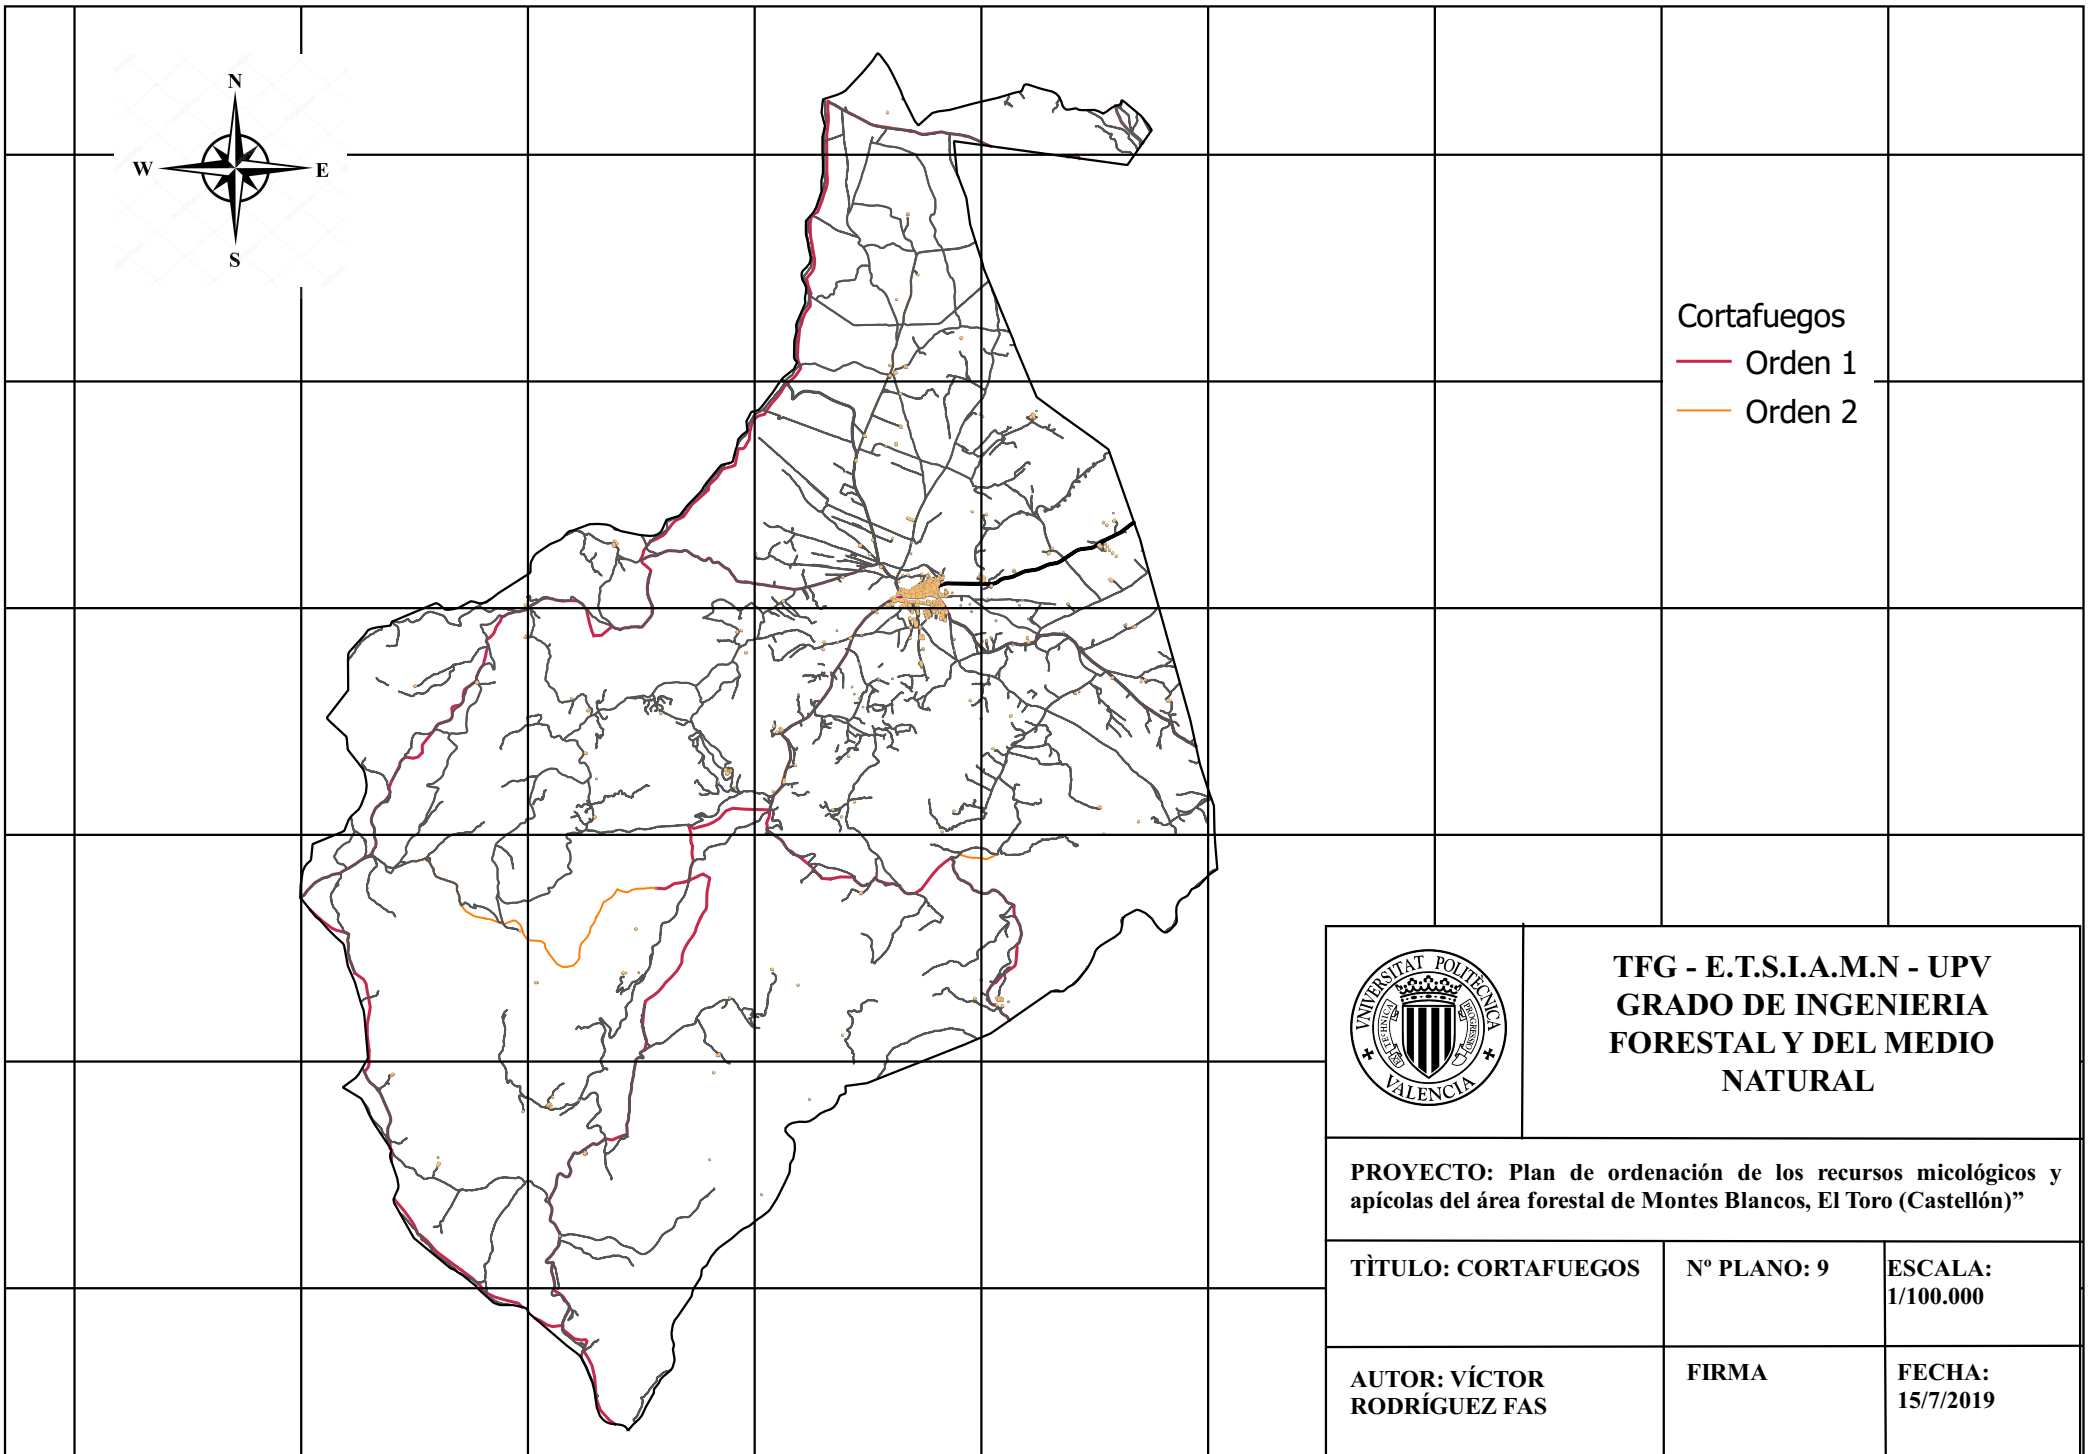 N
W
E
S
Cortafuegos
Orden 1
Orden 2
VNIVERSITAT POLITÈCNICA
VALENCIA
TFG - E.T.S.I.A.M.N - UPV
GRADO DE INGENIERIA
FORESTAL Y DEL MEDIO
NATURAL
PROYECTO: Plan de ordenación de los recursos micológicos y
apícolas del área forestal de Montes Blancos, El Toro (Castellón)”
TÌTULO: CORTAFUEGOS
Nº PLANO: 9
ESCALA:
1/100.000
AUTOR: VÍCTOR
RODRÍGUEZ FAS
FIRMA
FECHA:
15/7/2019